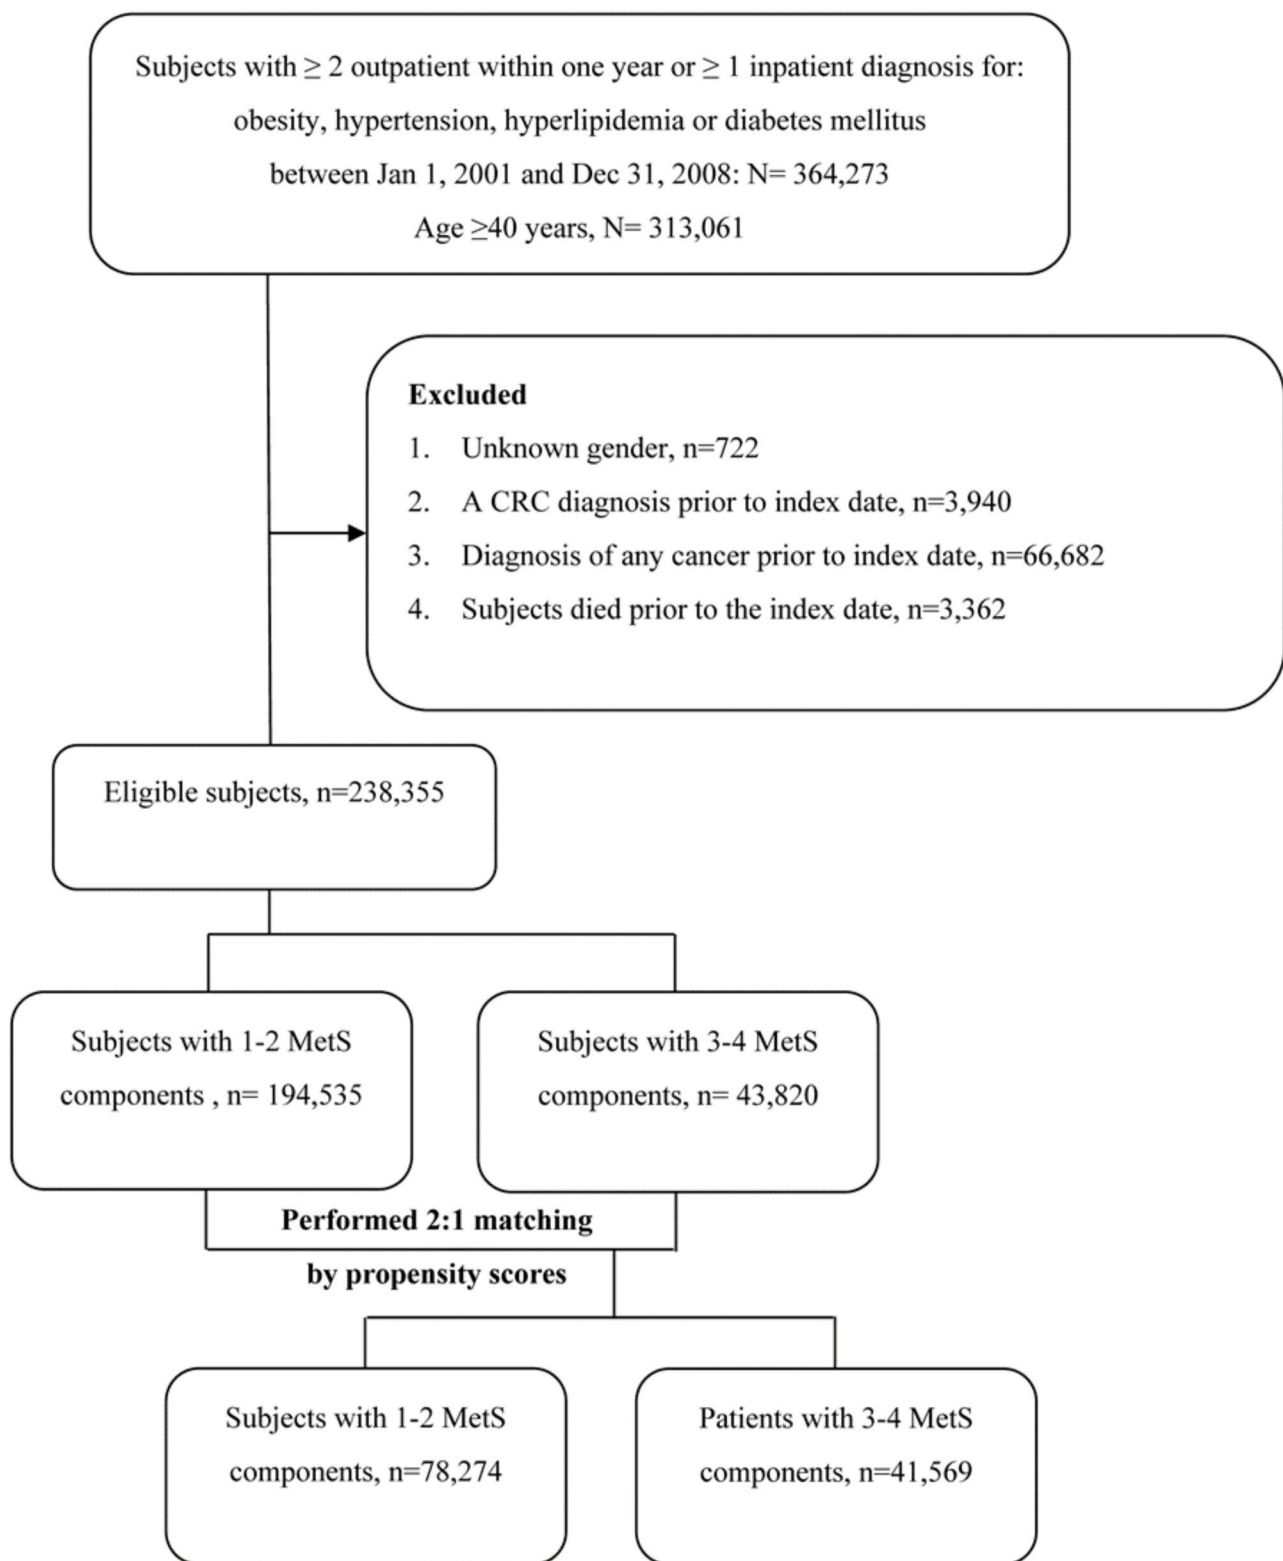 Subjects with ≥ 2 outpatient within one year or ≥ 1 inpatient diagnosis for:
obesity, hypertension, hyperlipidemia or diabetes mellitus
between Jan 1, 2001 and Dec 31, 2008: N= 364,273
Age ≥40 years, N= 313,061
Excluded
1. Unknown gender, n=722
2. A CRC diagnosis prior to index date, n=3,940
3. Diagnosis of any cancer prior to index date, n=66,682
4. Subjects died prior to the index date, n=3,362
Eligible subjects, n=238,355
Subjects with 1-2 MetS
components , n= 194,535
Subjects with 3-4 MetS
components, n= 43,820
Performed 2:1 matching
by propensity scores
Subjects with 1-2 MetS
components, n=78,274
Patients with 3-4 MetS
components, n=41,569